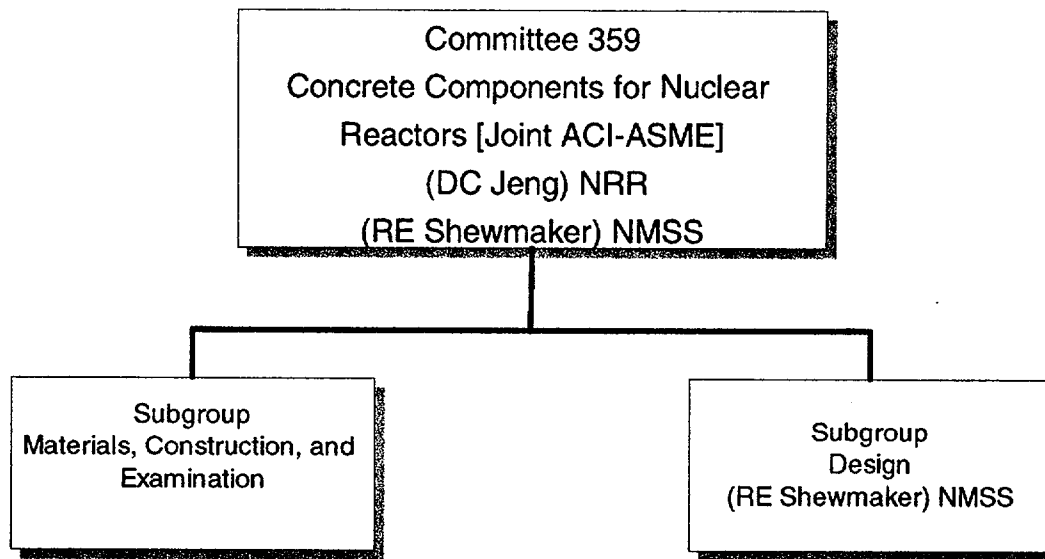 Committee 359
Concrete Components for Nuclear
Reactors [Joint ACI-ASME]
(DC Jeng) NRR
(RE Shewmaker) NMSS
Subgroup
Materials, Construction, and
Examination
Subgroup
Design
(RE Shewmaker) NMSS